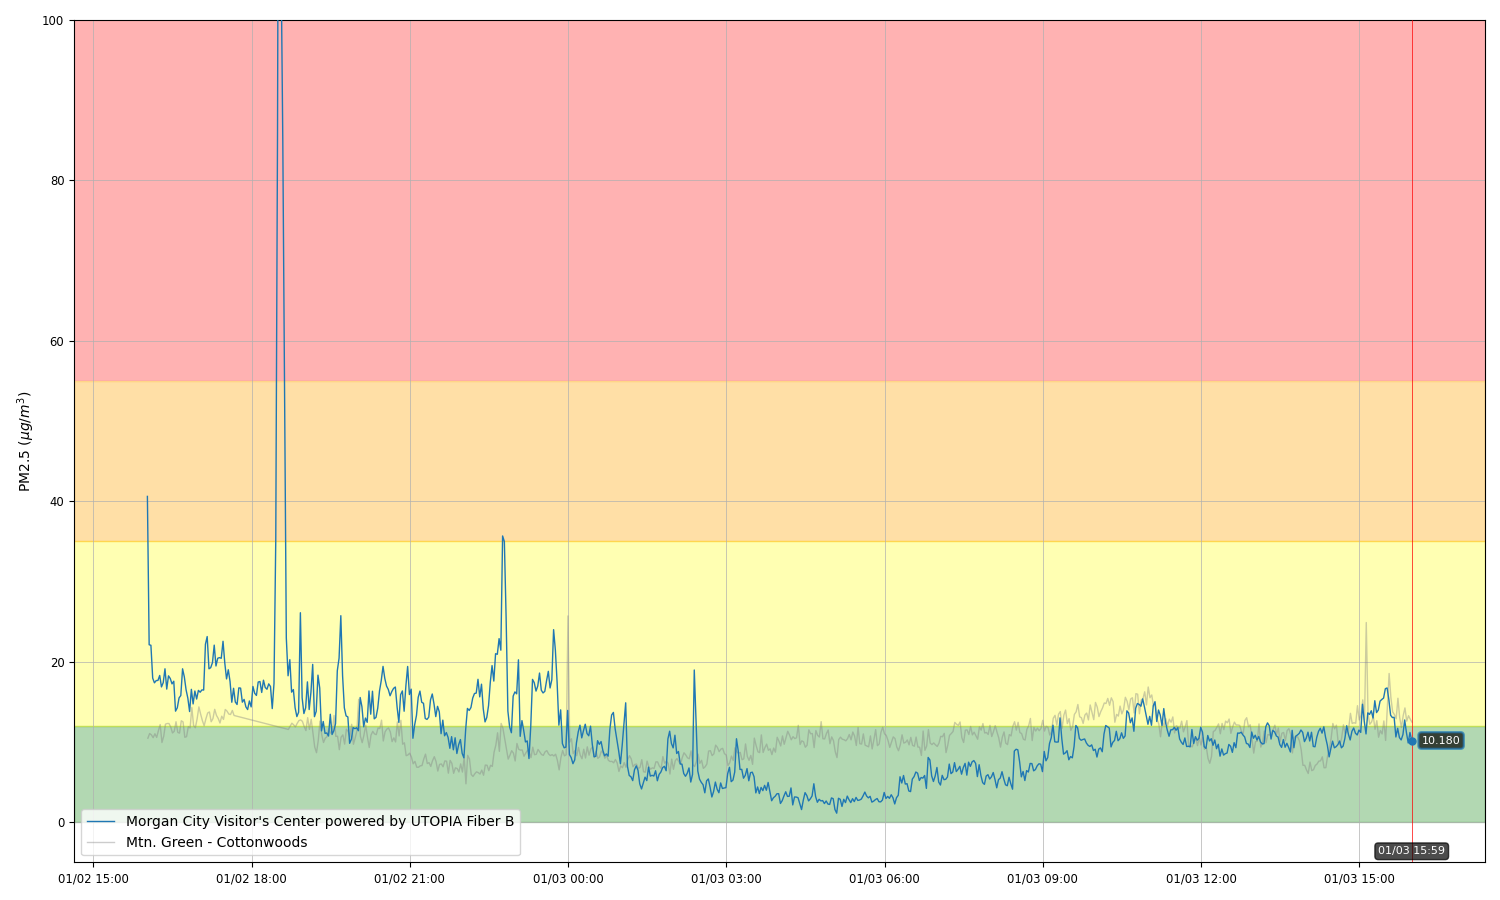 100
80
60
40
20
0
PM2.5 (μg/m³)
10.180
Morgan City Visitor's Center powered by UTOPIA Fiber B
Mtn. Green - Cottonwoods
01/03 15:59
01/02 15:00 01/02 18:00 01/02 21:00 01/03 00:00 01/03 03:00 01/03 06:00 01/03 09:00 01/03 12:00 01/03 15:00